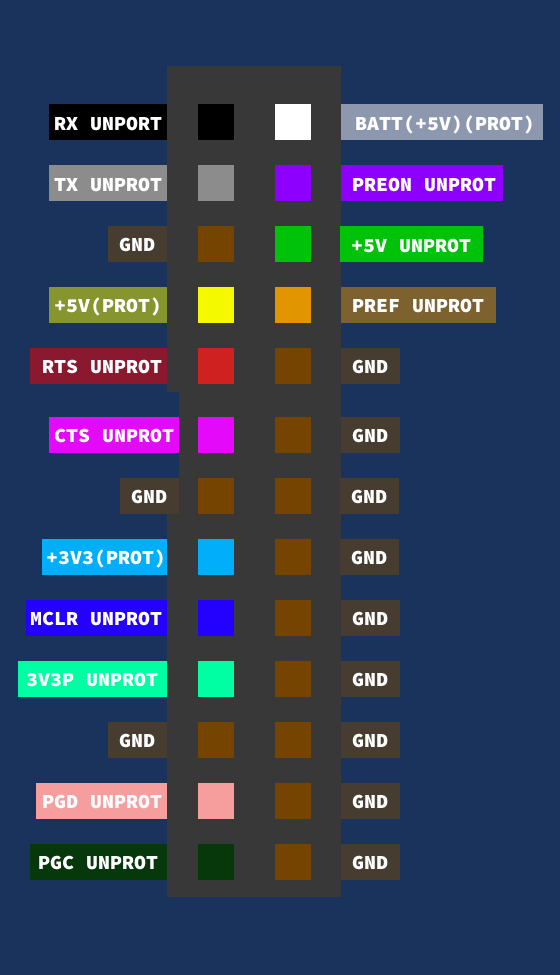 RX UNPORT
BATT(+5V)(PROT)
TX UNPROT
PREON UNPROT
GND
+5V UNPROT
+5V(PROT)
PREF UNPROT
RTS UNPROT
GND
CTS UNPROT
GND
GND
GND
+3V3(PROT)
GND
MCLR UNPROT
GND
3V3P UNPROT
GND
GND
GND
PGD UNPROT
GND
PGC UNPROT
GND